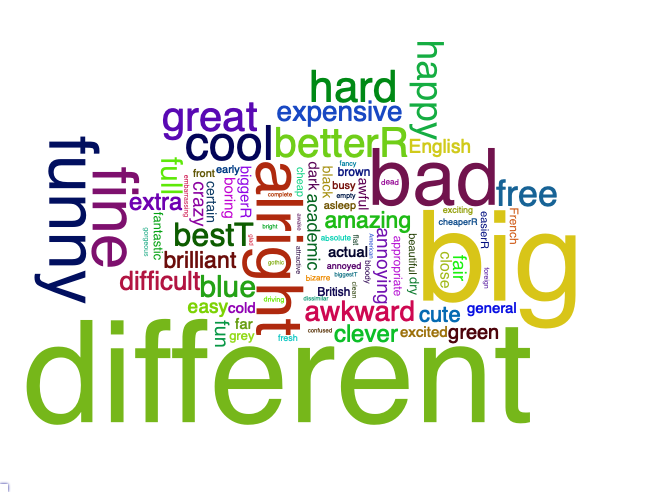 happy
hard
great
expensive
cool
betterR
English
funny
fine
full
embarrassing
front
early
certain
crazy
biggerR
boring
extra
fantastic
gorgeous
alright
complete
cheap
dark
academic
black
fancy
brown
busy
empty
awful
asleep
dead
bad
free
exciting
cheaperR
easierR
French
big
bestT
bright
awake
amazing
absolute
flat
actual
American
annoying
appropriate
beautiful
dry
fair
close
foreign
brilliant
gothic
attractive
annoyed
biggestT
bloody
bizarre
clean
British
difficult
blue
driving
dissimilar
easy
cold
awkward
cute
general
fun
far
grey
fresh
confused
clever
excited
green
different